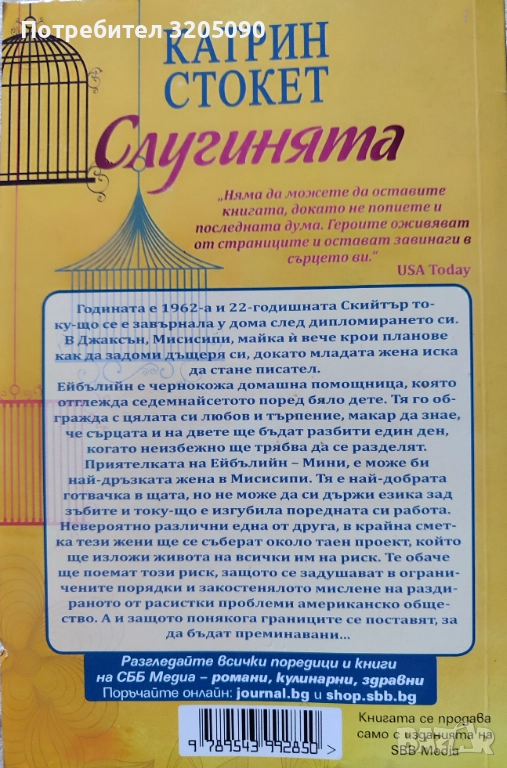 Потребител 3205090
КАТРИН
СТОКЕТ
Слугинята
„Няма да можете да оставите
книгата, докато не попиете и
последната дума. Героите оживяват
от страниците и остават завинаги в
сърцето ви.“
USA Today
Годината е 1962-а и 22-годишната Скийтър то-
ку-що се е завърнала у дома след дипломирането си.
В Джаксън, Мисисипи, майка ѝ вече крои планове
как да задоми дъщеря си, докато младата жена иска
да стане писател.
Ейбълийн е чернокожа домашна помощница, която
отглежда седемнайсетото поред бяло дете. Тя го об-
гражда с цялата си любов и търпение, макар да знае,
че сърцата и на двете ще бъдат разбити един ден,
когато неизбежно ще трябва да се разделят.
Приятелката на Ейбълийн – Мини, е може би
най-дръзката жена в Мисисипи. Тя е най-добрата
готвачка в щата, но не може да си държи езика зад
зъбите и току-що е изгубила поредната си работа.
Невероятно различни една от друга, в крайна смет-
ка тези жени ще се съберат около таен проект, който
ще изложи живота на всички им на риск. Те обаче
ще поемат този риск, защото се задушават в ограни-
чените порядки и закостенялото мислене на разди-
раното от расистки проблеми американско обще-
ство. А и защото понякога границите се поставят, за
да бъдат преминавани...
Разгледайте всички поредици и книги
на СББ Медиа – романи, кулинарни, здравни
Поръчайте онлайн: journal.bg и shop.sbb.bg
9 789543 992850 >
Книгата се продава
само с изданията на
SBB Media